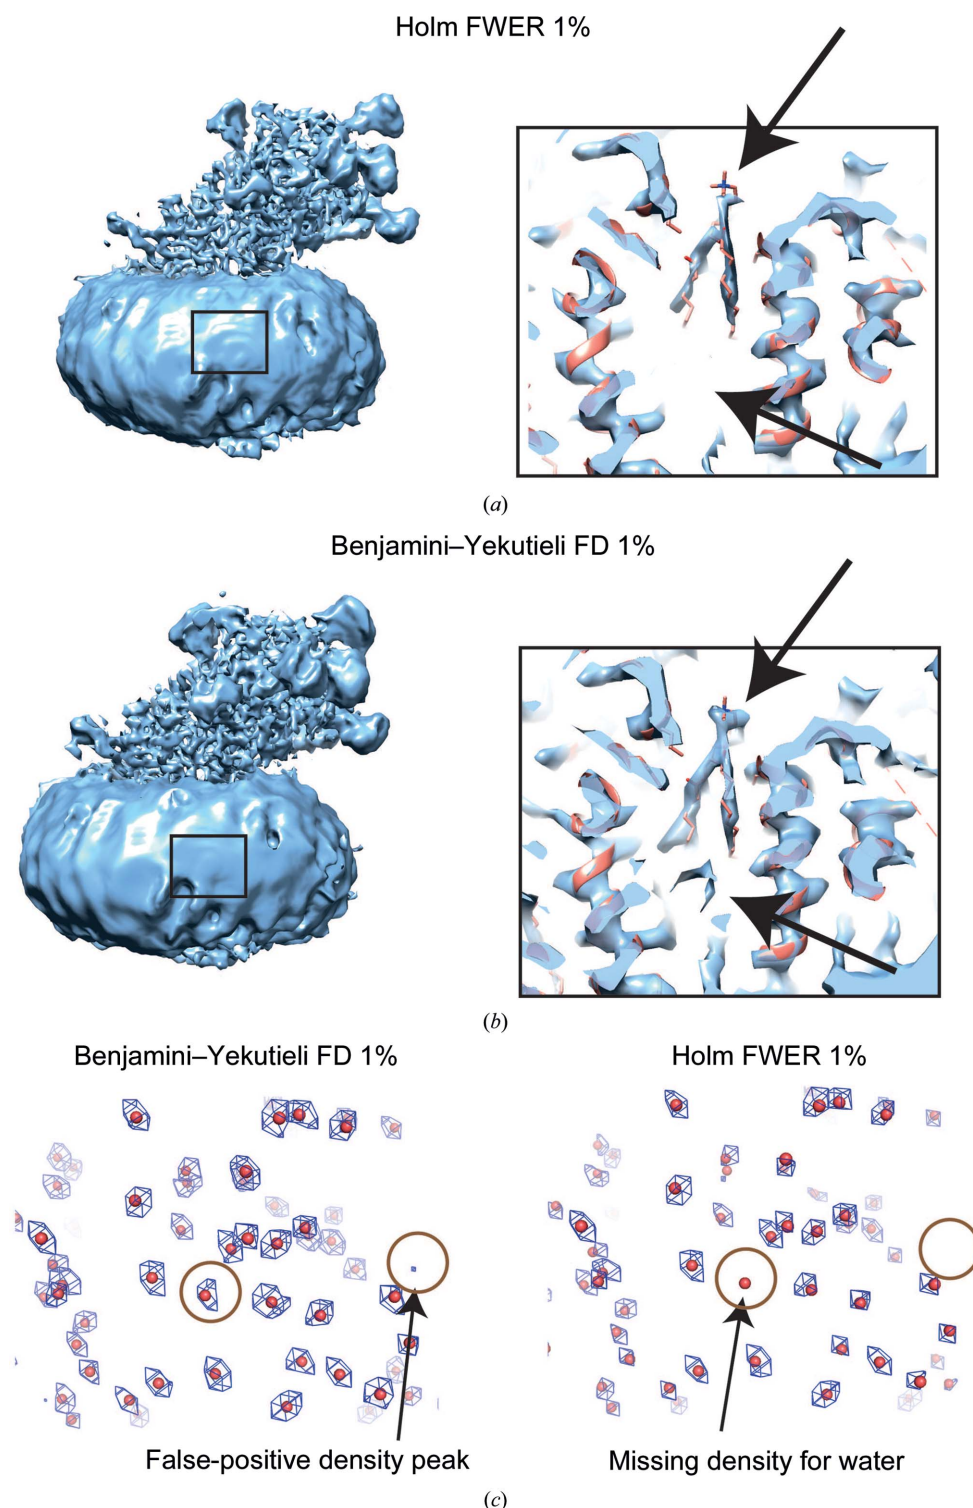 Holm FWER 1%
(a)
Benjamini–Yekutieli FD 1%
(b)
Benjamini–Yekutieli FD 1%
Holm FWER 1%
False-positive density peak
Missing density for water
(c)